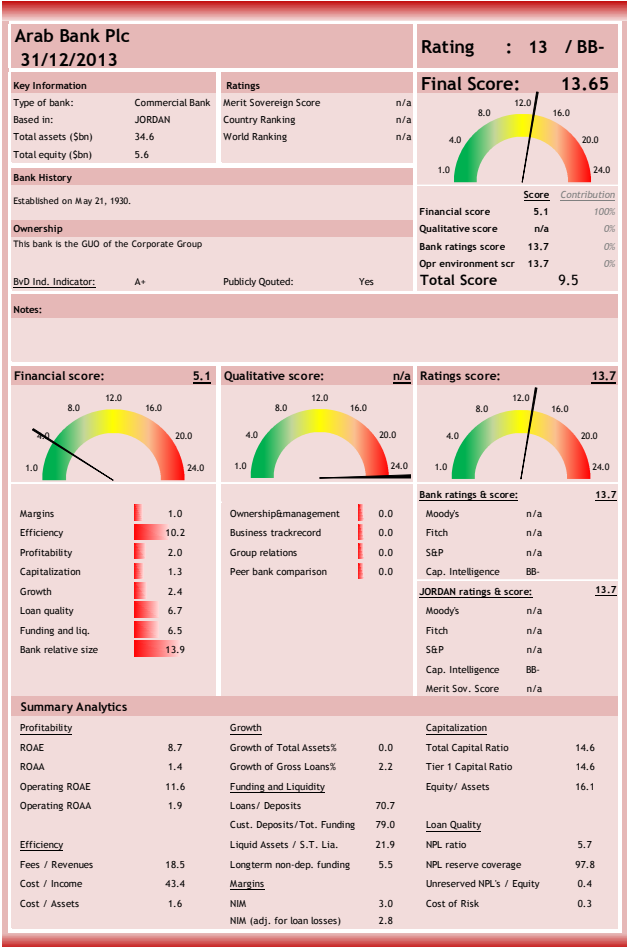 Arab Bank Plc
31/12/2013
Rating : 13 / BB-
Key Information
Type of bank: Commercial Bank
Based in: JORDAN
Total assets ($bn) 34.6
Total equity ($bn) 5.6
Ratings
Merit Sovereign Score n/a
Country Ranking n/a
World Ranking n/a
Final Score: 13.65
1.0 4.0 8.0 12.0 16.0 20.0 24.0
Score Contribution
Financial score 5.1 100%
Qualitative score n/a 0%
Bank ratings score 13.7 0%
Opr environment scr 13.7 0%
Total Score 9.5
Bank History
Established on May 21, 1930.
Ownership
This bank is the GUO of the Corporate Group
BvD Ind. Indicator: A+ Publicly Qouted: Yes
Notes:
Financial score: 5.1
1.0 4.0 8.0 12.0 16.0 20.0 24.0
Margins 1.0
Efficiency 10.2
Profitability 2.0
Capitalization 1.3
Growth 2.4
Loan quality 6.7
Funding and liq. 6.5
Bank relative size 13.9
Qualitative score: n/a
1.0 4.0 8.0 12.0 16.0 20.0 24.0
Ownership&management 0.0
Business trackrecord 0.0
Group relations 0.0
Peer bank comparison 0.0
Ratings score: 13.7
1.0 4.0 8.0 12.0 16.0 20.0 24.0
Bank ratings & score: 13.7
Moody's n/a
Fitch n/a
S&P n/a
Cap. Intelligence BB-
JORDAN ratings & score: 13.7
Moody's n/a
Fitch n/a
S&P n/a
Cap. Intelligence BB-
Merit Sov. Score n/a
Summary Analytics
Profitability
ROAE 8.7
ROAA 1.4
Operating ROAE 11.6
Operating ROAA 1.9
Efficiency
Fees / Revenues 18.5
Cost / Income 43.4
Cost / Assets 1.6
Growth
Growth of Total Assets% 0.0
Growth of Gross Loans% 2.2
Funding and Liquidity
Loans/ Deposits 70.7
Cust. Deposits/Tot. Funding 79.0
Liquid Assets / S.T. Lia. 21.9
Longterm non-dep. funding 5.5
Margins
NIM 3.0
NIM (adj. for loan losses) 2.8
Capitalization
Total Capital Ratio 14.6
Tier 1 Capital Ratio 14.6
Equity/ Assets 16.1
Loan Quality
NPL ratio 5.7
NPL reserve coverage 97.8
Unreserved NPL's / Equity 0.4
Cost of Risk 0.3